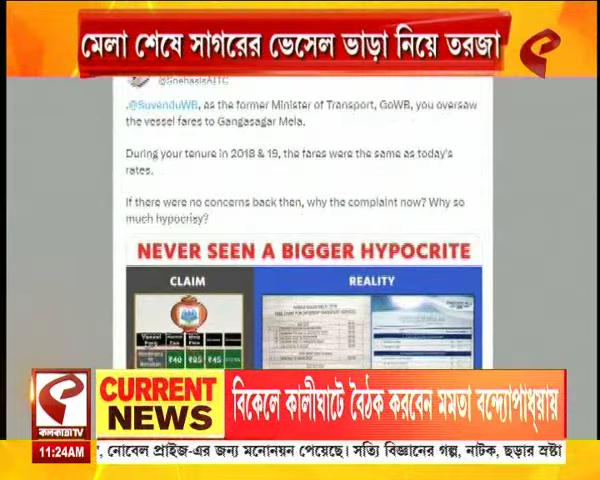 মেলা শেষে সাগরের ভেসেল ভাড়া নিয়ে তরজা
@SnehasisAITC
.@SuvenduWB, as the former Minister of Transport, GoWB, you oversaw
the vessel fares to Gangasagar Mela.
During your tenure in 2018 & 19, the fares were the same as today's
rates.
If there were no concerns back then, why the complaint now? Why so
much hypocrisy?
NEVER SEEN A BIGGER HYPOCRITE
CLAIM
REALITY
₹40 ₹85 ₹45
CURRENT
NEWS
বিকেলে কালীঘাটে বৈঠক করবেন মমতা বন্দ্যোপাধ্যায়
কলকাতা TV
11:24AM
', নোবেল প্রাইজ-এর জন্য মনোনয়ন পেয়েছে। সত্যি বিজ্ঞানের গল্প, নাটক, ছড়ার স্রষ্টা